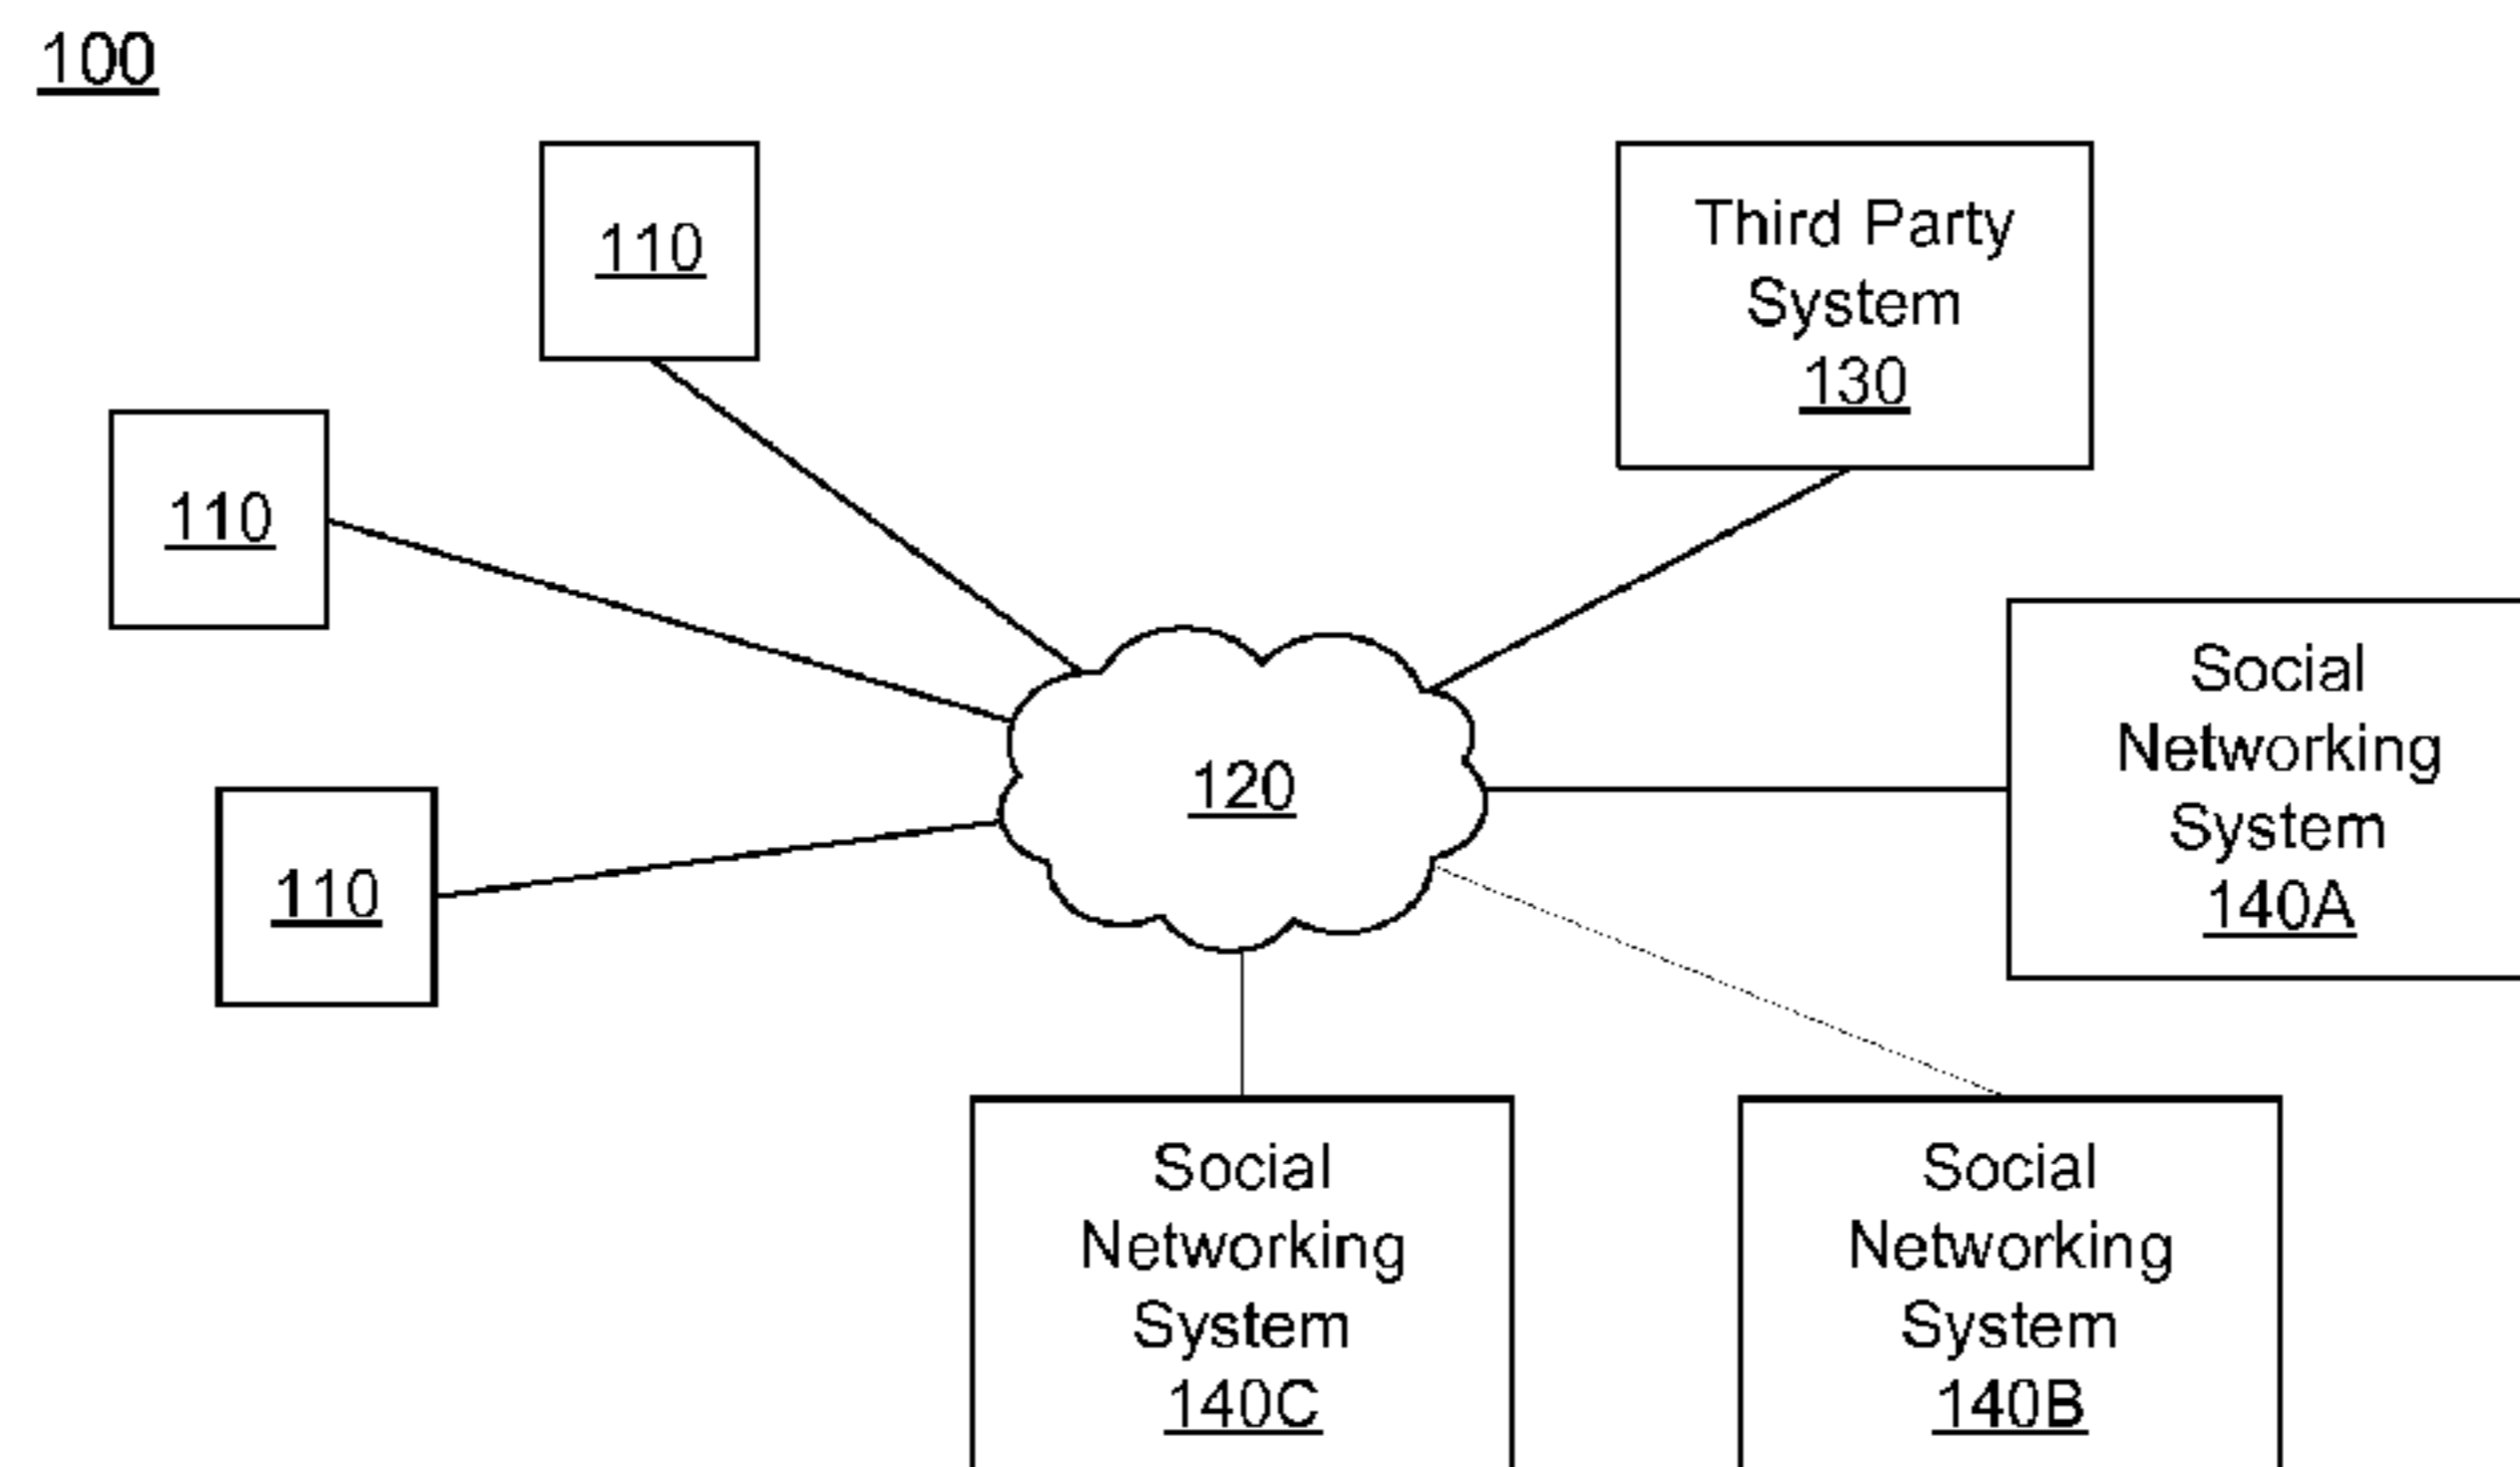 100
110
Third Party
System
130
110
Social
Networking
System
140A
120
110
Social
Networking
System
140C
Social
Networking
System
140B